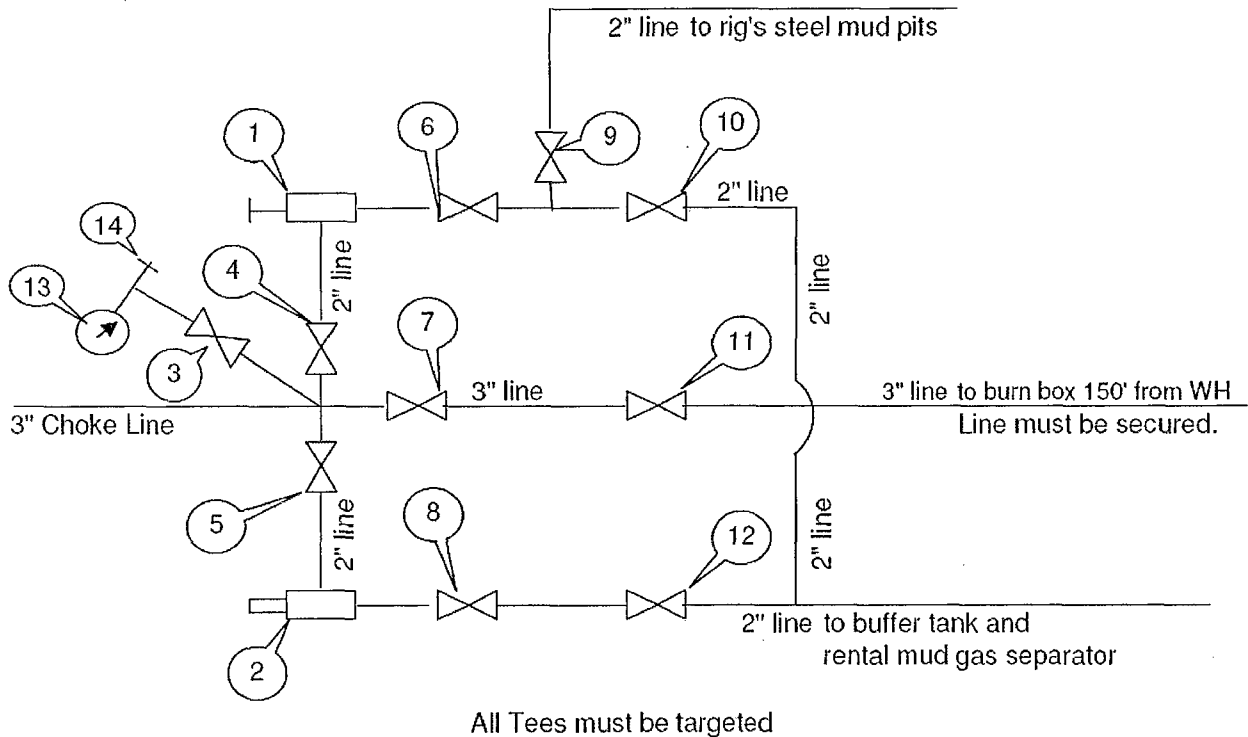 2" line to rig's steel mud pits
1
6
9
10
2" line
14
13
4
2" line
2" line
3
7
11
3" Choke Line
3" line
3" line to burn box 150' from WH
Line must be secured.
5
2" line
8
12
2" line
2
2" line to buffer tank and
rental mud gas separator
All Tees must be targeted